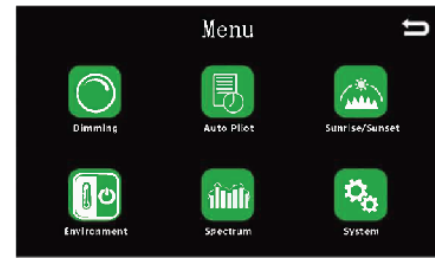 Menu
Dimming
Auto Pilot
Sunrise/Sunset
Environment
Spectrum
System